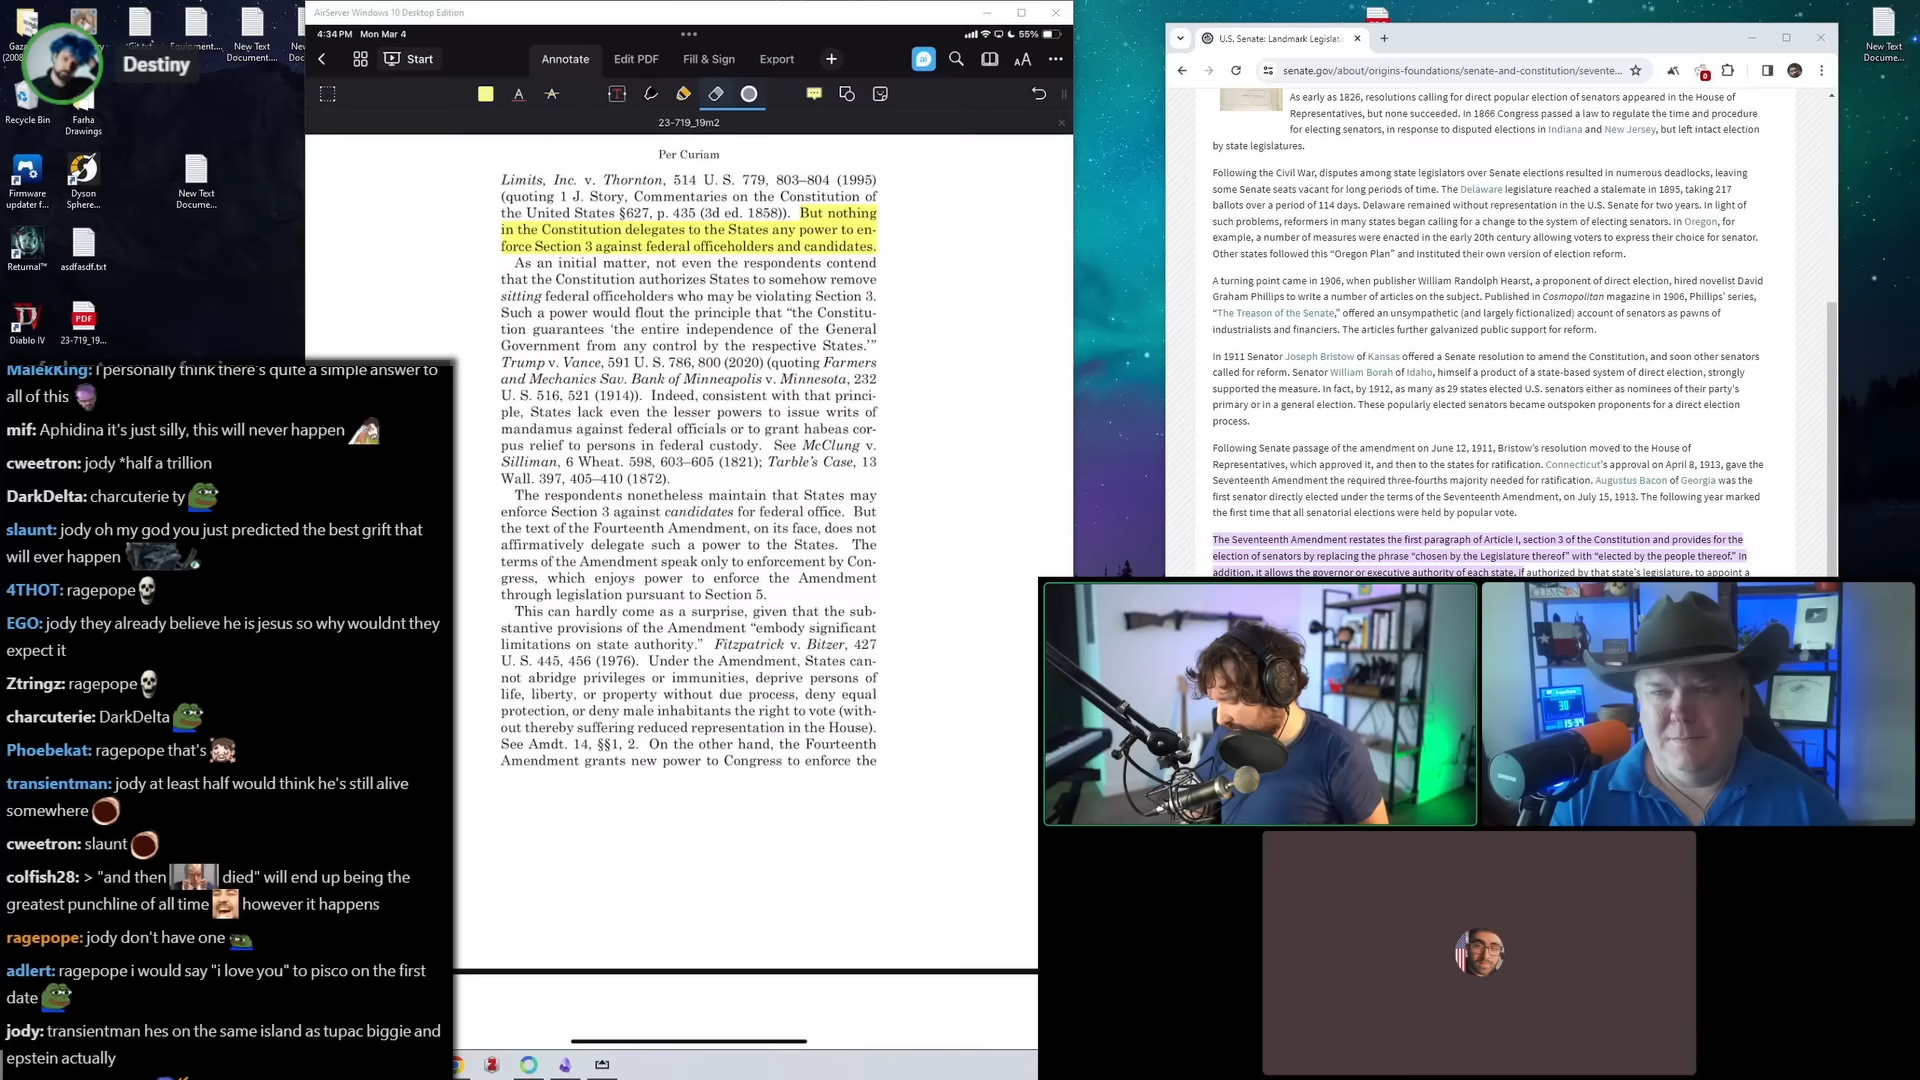 Destiny
Recycle Bin
Farha
Drawings
Firmware
updater f...
Dyson
Sphere...
New Text
Docume...
Returnal™
asdfasdf.txt
Diablo IV
23-719_19...
New Text
Docume...
AirServer Windows 10 Desktop Edition
4:34 PM Mon Mar 4
55%
Start
Annotate
Edit PDF
Fill & Sign
Export
23-719_19m2
Per Curiam
Limits, Inc. v. Thornton, 514 U. S. 779, 803–804 (1995)
(quoting 1 J. Story, Commentaries on the Constitution of
the United States §627, p. 435 (3d ed. 1858)). But nothing
in the Constitution delegates to the States any power to en-
force Section 3 against federal officeholders and candidates.
As an initial matter, not even the respondents contend
that the Constitution authorizes States to somehow remove
sitting federal officeholders who may be violating Section 3.
Such a power would flout the principle that “the Constitu-
tion guarantees ‘the entire independence of the General
Government from any control by the respective States.’”
Trump v. Vance, 591 U. S. 786, 800 (2020) (quoting Farmers
and Mechanics Sav. Bank of Minneapolis v. Minnesota, 232
U. S. 516, 521 (1914)). Indeed, consistent with that princi-
ple, States lack even the lesser powers to issue writs of
mandamus against federal officials or to grant habeas cor-
pus relief to persons in federal custody. See McClung v.
Silliman, 6 Wheat. 598, 603–605 (1821); Tarble’s Case, 13
Wall. 397, 405–410 (1872).
The respondents nonetheless maintain that States may
enforce Section 3 against candidates for federal office. But
the text of the Fourteenth Amendment, on its face, does not
affirmatively delegate such a power to the States. The
terms of the Amendment speak only to enforcement by Con-
gress, which enjoys power to enforce the Amendment
through legislation pursuant to Section 5.
This can hardly come as a surprise, given that the sub-
stantive provisions of the Amendment “embody significant
limitations on state authority.” Fitzpatrick v. Bitzer, 427
U. S. 445, 456 (1976). Under the Amendment, States can-
not abridge privileges or immunities, deprive persons of
life, liberty, or property without due process, deny equal
protection, or deny male inhabitants the right to vote (with-
out thereby suffering reduced representation in the House).
See Amdt. 14, §§1, 2. On the other hand, the Fourteenth
Amendment grants new power to Congress to enforce the
U.S. Senate: Landmark Legislati
senate.gov/about/origins-foundations/senate-and-constitution/sevente...
As early as 1826, resolutions calling for direct popular election of senators appeared in the House of
Representatives, but none succeeded. In 1866 Congress passed a law to regulate the time and procedure
for electing senators, in response to disputed elections in Indiana and New Jersey, but left intact election
by state legislatures.
Following the Civil War, disputes among state legislators over Senate elections resulted in numerous deadlocks, leaving
some Senate seats vacant for long periods of time. The Delaware legislature reached a stalemate in 1895, taking 217
ballots over a period of 114 days. Delaware remained without representation in the U.S. Senate for two years. In light of
such problems, reformers in many states began calling for a change to the system of electing senators. In Oregon, for
example, a number of measures were enacted in the early 20th century allowing voters to express their choice for senator.
Other states followed this “Oregon Plan” and instituted their own version of election reform.
A turning point came in 1906, when publisher William Randolph Hearst, a proponent of direct election, hired novelist David
Graham Phillips to write a number of articles on the subject. Published in Cosmopolitan magazine in 1906, Phillips’ series,
“The Treason of the Senate,” offered an unsympathetic (and largely fictionalized) account of senators as pawns of
industrialists and financiers. The articles further galvanized public support for reform.
In 1911 Senator Joseph Bristow of Kansas offered a Senate resolution to amend the Constitution, and soon other senators
called for reform. Senator William Borah of Idaho, himself a product of a state-based system of direct election, strongly
supported the measure. In fact, by 1912, as many as 29 states elected U.S. senators either as nominees of their party’s
primary or in a general election. These popularly elected senators became outspoken proponents for a direct election
process.
Following Senate passage of the amendment on June 12, 1911, Bristow’s resolution moved to the House of
Representatives, which approved it, and then to the states for ratification. Connecticut’s approval on April 8, 1913, gave the
Seventeenth Amendment the required three-fourths majority needed for ratification. Augustus Bacon of Georgia was the
first senator directly elected under the terms of the Seventeenth Amendment, on July 15, 1913. The following year marked
the first time that all senatorial elections were held by popular vote.
The Seventeenth Amendment restates the first paragraph of Article I, section 3 of the Constitution and provides for the
election of senators by replacing the phrase “chosen by the Legislature thereof” with “elected by the people thereof.” In
addition, it allows the governor or executive authority of each state, if authorized by that state’s legislature, to appoint a
New Text
Docume...
MalekKing: I personally think there's quite a simple answer to
all of this
mif: Aphidina it's just silly, this will never happen
cweetron: jody *half a trillion
DarkDelta: charcuterie ty
slaunt: jody oh my god you just predicted the best grift that
will ever happen
4THOT: ragepope
EGO: jody they already believe he is jesus so why wouldnt they
expect it
Ztringz: ragepope
charcuterie: DarkDelta
Phoebekat: ragepope that's
transientman: jody at least half would think he's still alive
somewhere
cweetron: slaunt
colfish28: > "and then died" will end up being the
greatest punchline of all time however it happens
ragepope: jody don't have one
adlert: ragepope i would say "i love you" to pisco on the first
date
jody: transientman hes on the same island as tupac biggie and
epstein actually
CLEMSON